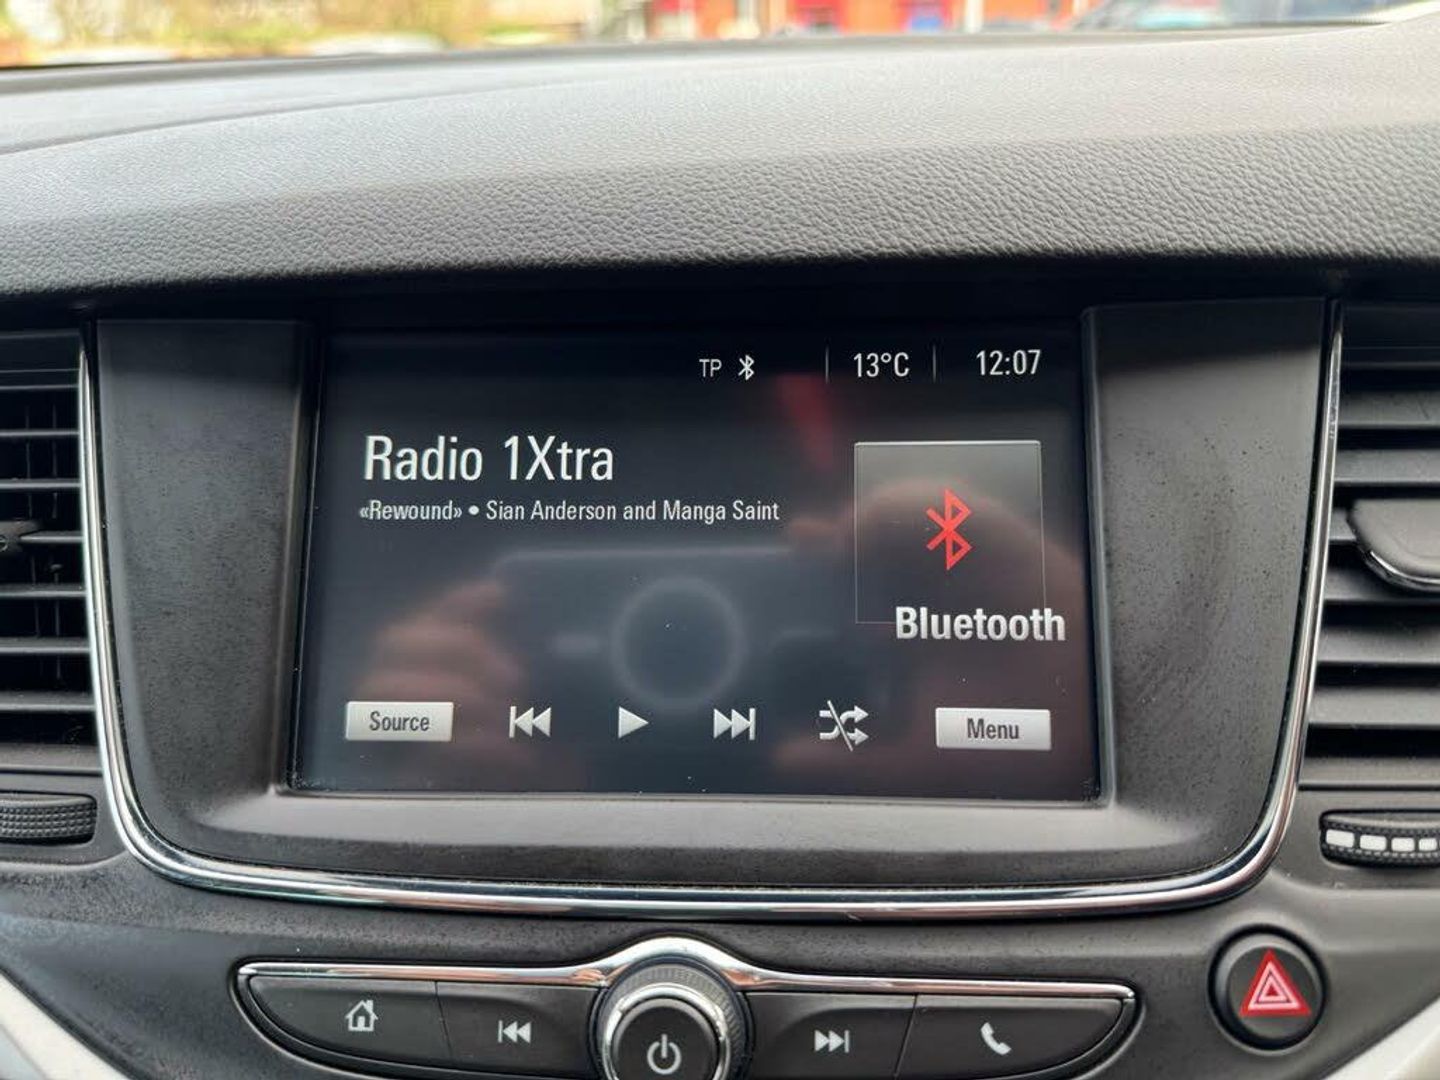 TP 13°C 12:07
Radio 1Xtra
«Rewound» • Sian Anderson and Manga Saint
Bluetooth
Source Menu